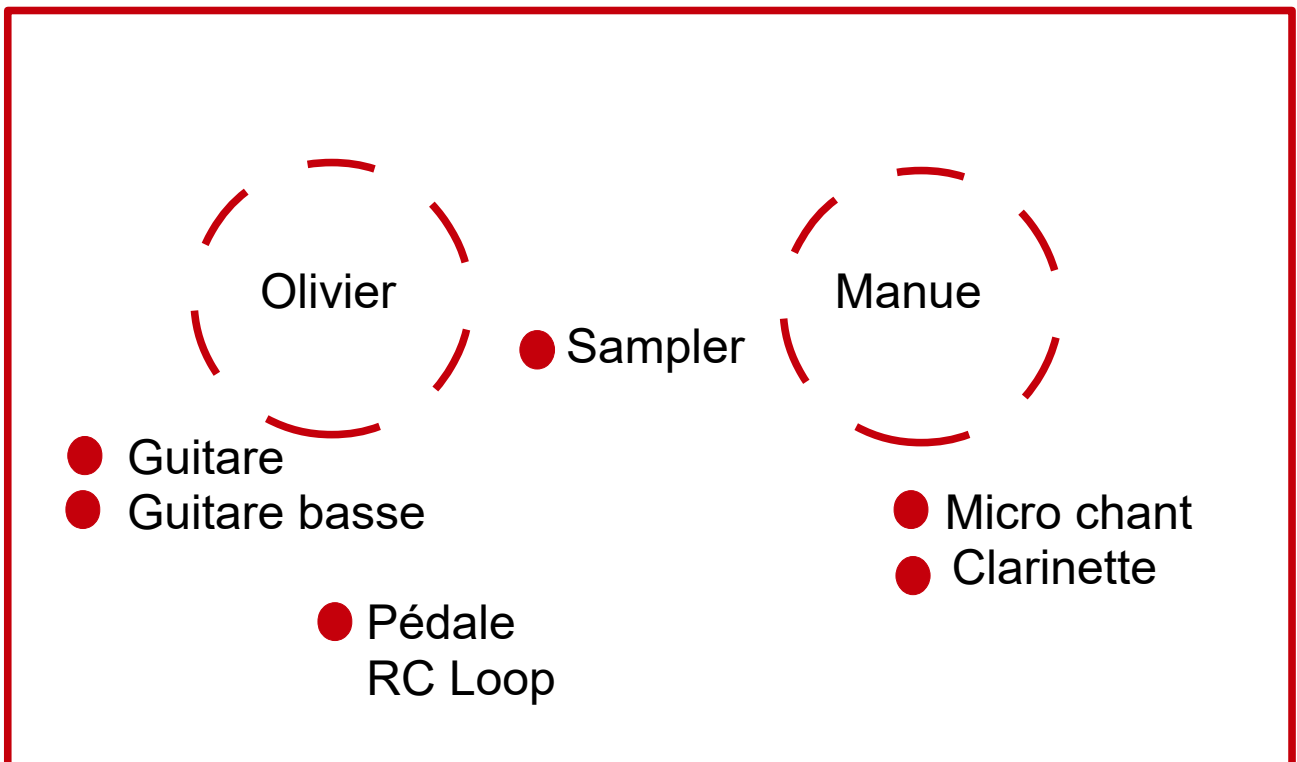 Olivier
Manue
Sampler
Guitare
Guitare basse
Micro chant
Clarinette
Pédale
RC Loop